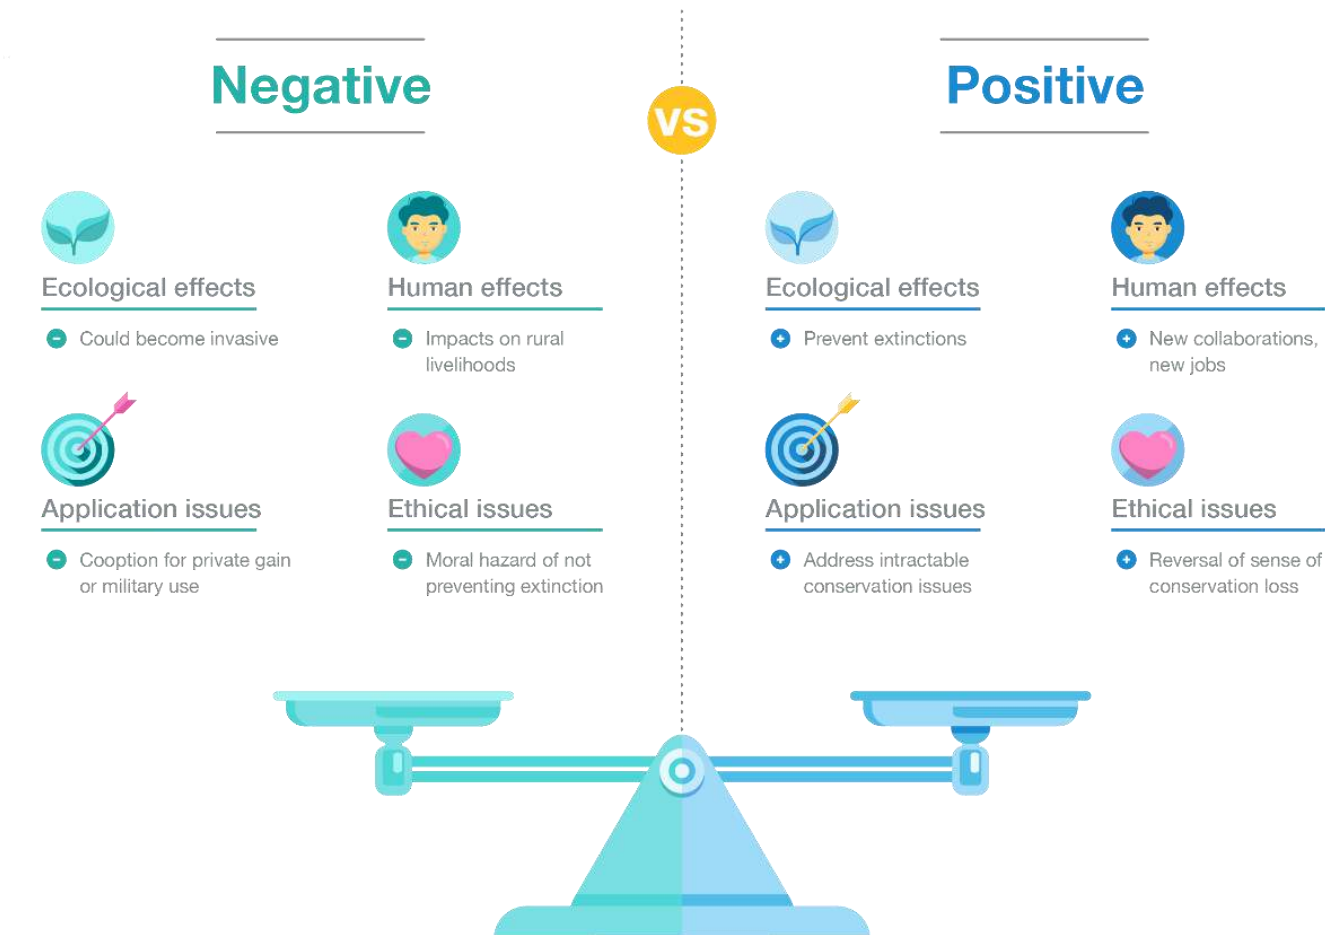 Negative
VS
Positive
Ecological effects
Could become invasive
Human effects
Impacts on rural
livelihoods
Application issues
Cooption for private gain
or military use
Ethical issues
Moral hazard of not
preventing extinction
Ecological effects
Prevent extinctions
Human effects
New collaborations,
new jobs
Application issues
Address intractable
conservation issues
Ethical issues
Reversal of sense of
conservation loss